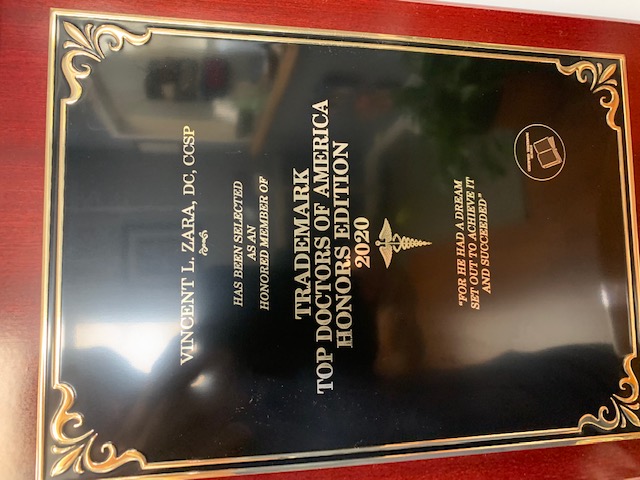 VINCENT L. ZARA, DC, CCSP
HAS BEEN SELECTED
AS AN
HONORED MEMBER OF
TRADEMARK
TOP DOCTORS OF AMERICA
HONORS EDITION
2020
"FOR HE HAD A DREAM
SET OUT TO ACHIEVE IT
AND SUCCEEDED"